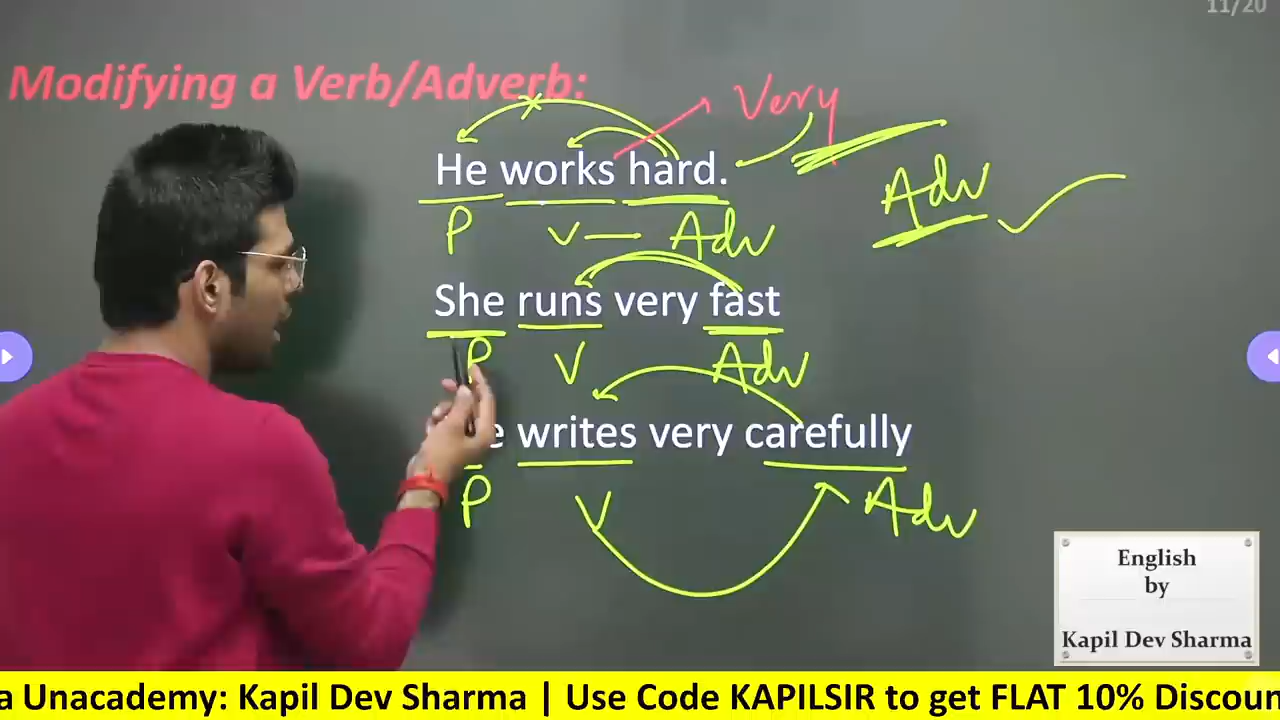 11/20
Modifying a Verb/Adverb:
Very
He works hard.
Adv
P V Adv
She runs very fast
P V Adv
e writes very carefully
P V Adv
English
by
Kapil Dev Sharma
a Unacademy: Kapil Dev Sharma | Use Code KAPILSIR to get FLAT 10% Discoun